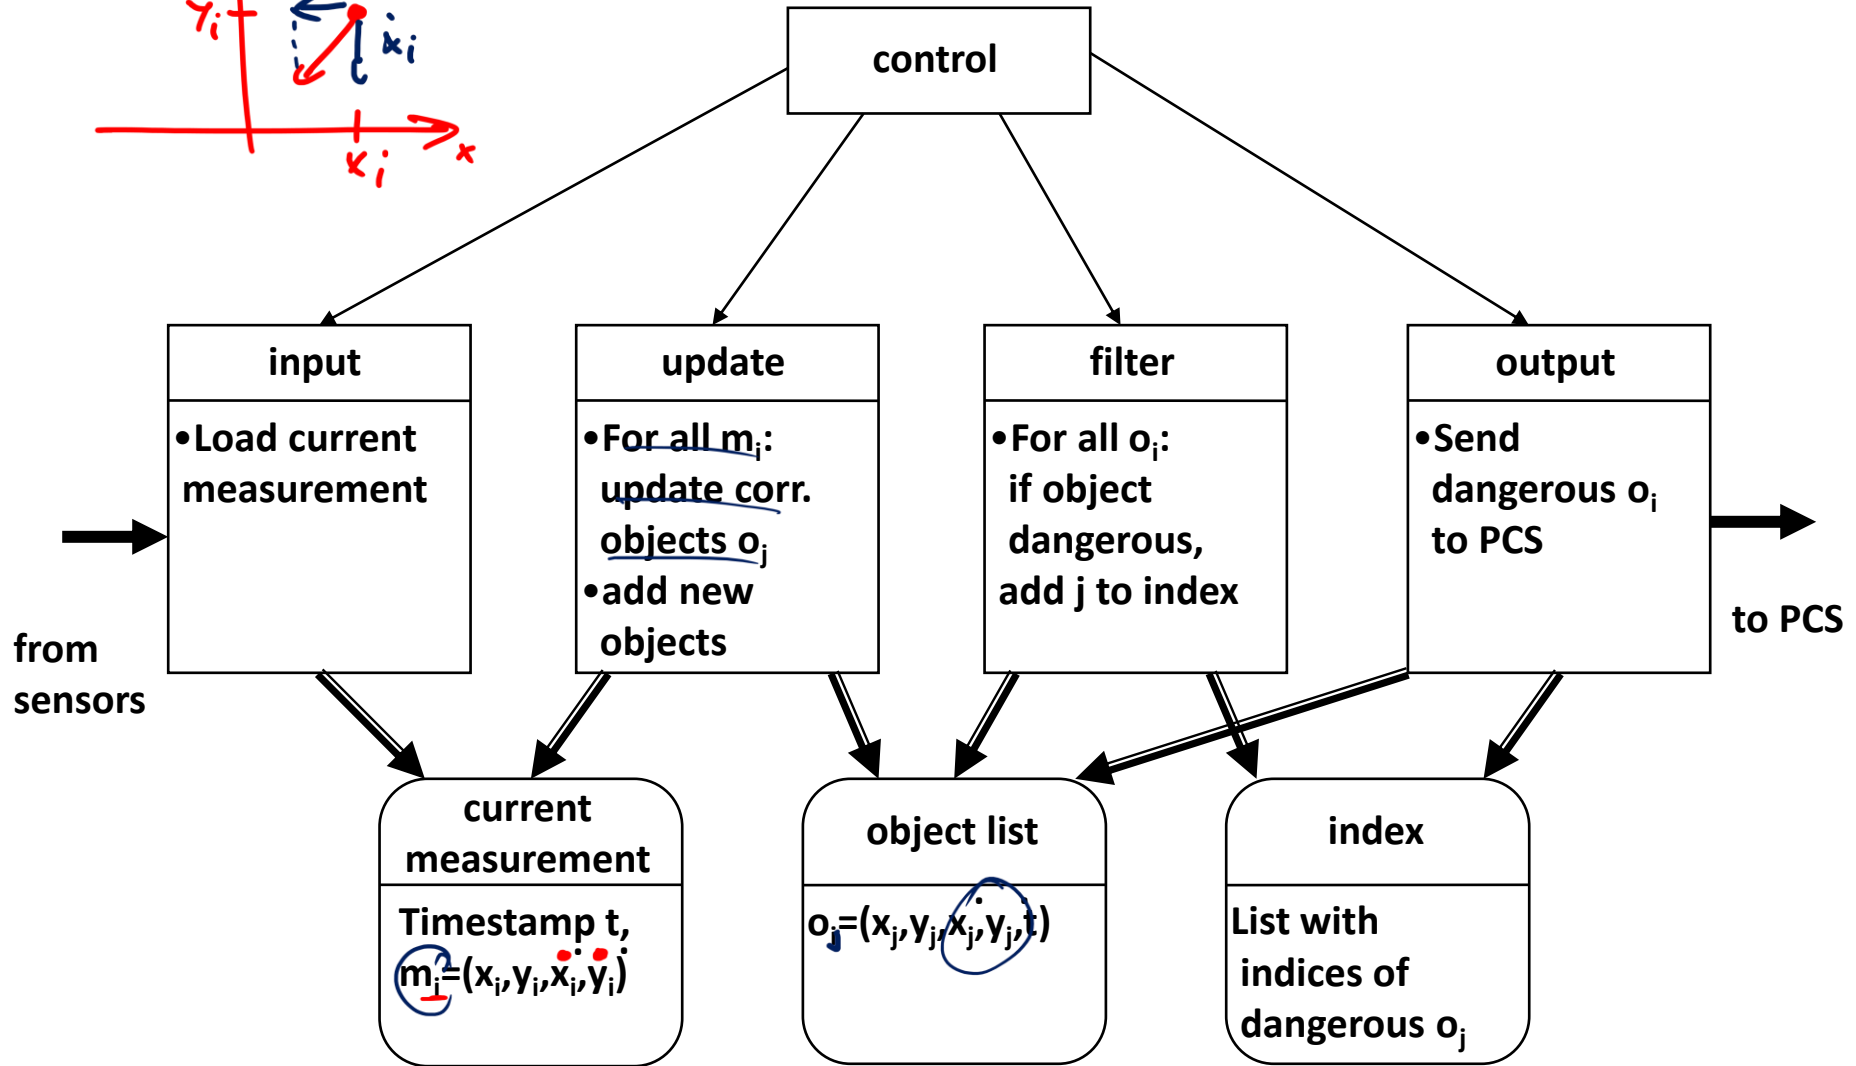 yᵢ
ẋᵢ
x
xᵢ
control
input
•Load current
measurement
update
•For all mᵢ:
update corr.
objects oⱼ
•add new
objects
filter
•For all oᵢ:
if object
dangerous,
add j to index
output
•Send
dangerous oᵢ
to PCS
from
sensors
to PCS
current
measurement
Timestamp t,
mᵢ=(xᵢ,yᵢ,ẋᵢ,ẏᵢ)
object list
oⱼ=(xⱼ,yⱼ,ẋⱼ,ẏⱼ,t)
index
List with
indices of
dangerous oⱼ